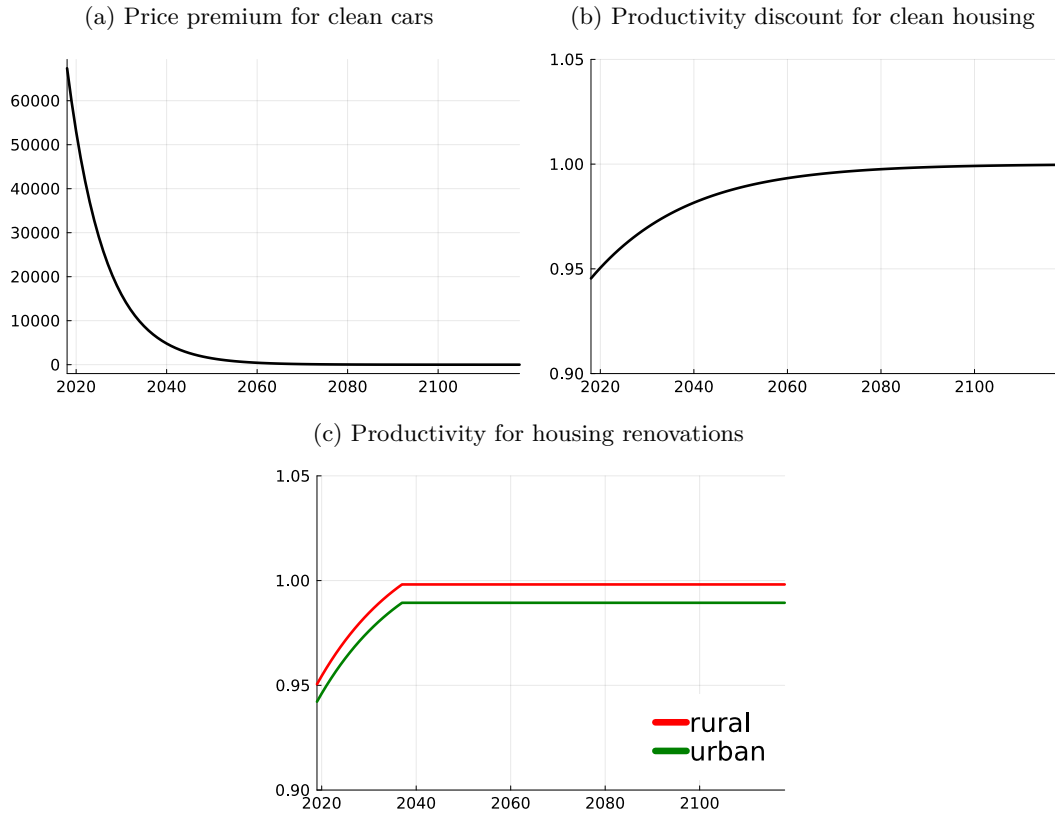 (a) Price premium for clean cars
60000
50000
40000
30000
20000
10000
0
2020 2040 2060 2080 2100
(b) Productivity discount for clean housing
1.05
1.00
0.95
0.90
2020 2040 2060 2080 2100
(c) Productivity for housing renovations
1.05
1.00
0.95
0.90
rural
urban
2020 2040 2060 2080 2100